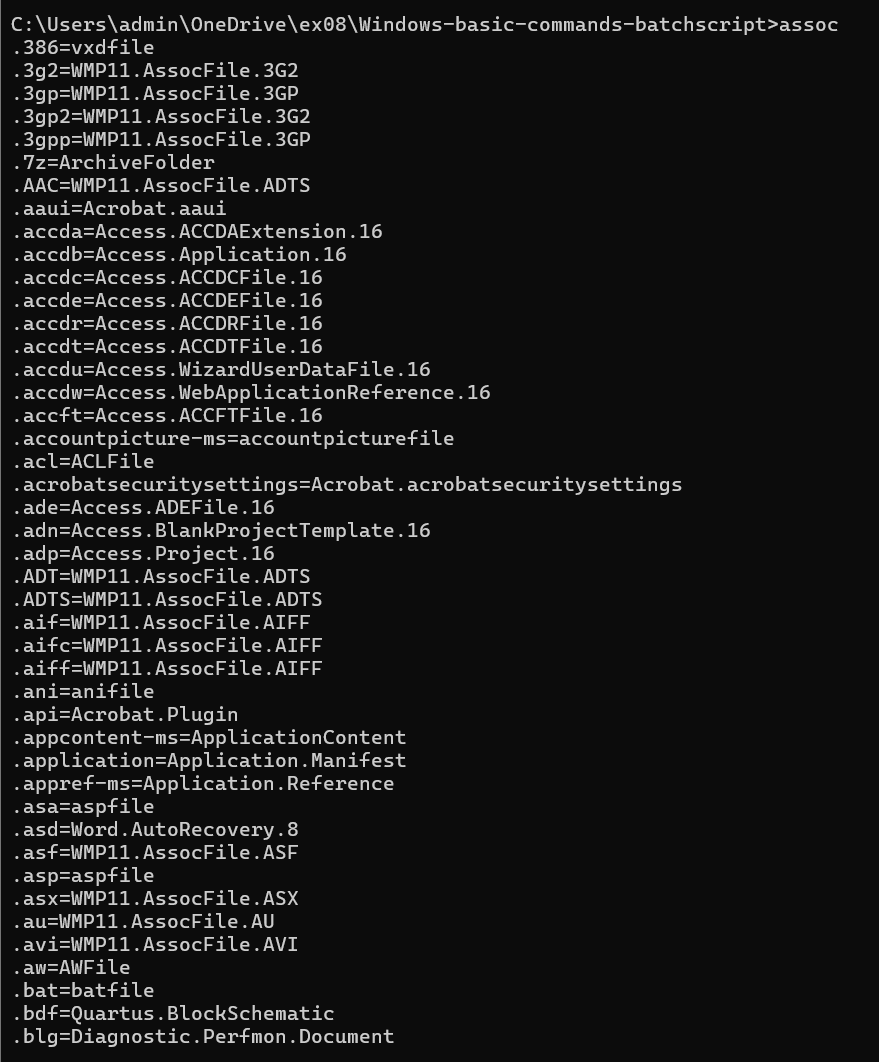 C:\Users\admin\OneDrive\ex08\Windows-basic-commands-batchscript>assoc
.386=vxdfile
.3g2=WMP11.AssocFile.3G2
.3gp=WMP11.AssocFile.3GP
.3gp2=WMP11.AssocFile.3G2
.3gpp=WMP11.AssocFile.3GP
.7z=ArchiveFolder
.AAC=WMP11.AssocFile.ADTS
.aaui=Acrobat.aaui
.accda=Access.ACCDAExtension.16
.accdb=Access.Application.16
.accdc=Access.ACCDCFile.16
.accde=Access.ACCDEFile.16
.accdr=Access.ACCDRFile.16
.accdt=Access.ACCDTFile.16
.accdu=Access.WizardUserDataFile.16
.accdw=Access.WebApplicationReference.16
.accft=Access.ACCFTFile.16
.accountpicture-ms=accountpicturefile
.acl=ACLFile
.acrobatsecuritysettings=Acrobat.acrobatsecuritysettings
.ade=Access.ADEFile.16
.adn=Access.BlankProjectTemplate.16
.adp=Access.Project.16
.ADT=WMP11.AssocFile.ADTS
.ADTS=WMP11.AssocFile.ADTS
.aif=WMP11.AssocFile.AIFF
.aifc=WMP11.AssocFile.AIFF
.aiff=WMP11.AssocFile.AIFF
.ani=anifile
.api=Acrobat.Plugin
.appcontent-ms=ApplicationContent
.application=Application.Manifest
.appref-ms=Application.Reference
.asa=aspfile
.asd=Word.AutoRecovery.8
.asf=WMP11.AssocFile.ASF
.asp=aspfile
.asx=WMP11.AssocFile.ASX
.au=WMP11.AssocFile.AU
.avi=WMP11.AssocFile.AVI
.aw=AWFile
.bat=batfile
.bdf=Quartus.BlockSchematic
.blg=Diagnostic.Perfmon.Document